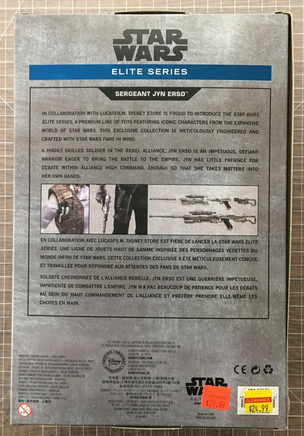 STAR
WARS
ELITE SERIES
SERGEANT JYN ERSO™
IN COLLABORATION WITH LUCASFILM, DISNEY STORE IS PROUD TO INTRODUCE THE STAR WARS
ELITE SERIES, A PREMIUM LINE OF TOYS FEATURING ICONIC CHARACTERS FROM THE EXPANSIVE
WORLD OF STAR WARS. THIS EXCLUSIVE COLLECTION IS METICULOUSLY ENGINEERED AND
CRAFTED WITH STAR WARS FANS IN MIND.
A HIGHLY SKILLED SOLDIER IN THE REBEL ALLIANCE, JYN ERSO IS AN IMPETUOUS, DEFIANT
WARRIOR EAGER TO BRING THE BATTLE TO THE EMPIRE. JYN HAS LITTLE PATIENCE FOR
DEBATE WITHIN ALLIANCE HIGH COMMAND, ENOUGH SO THAT SHE TAKES MATTERS INTO
HER OWN HANDS.
EN COLLABORATION AVEC LUCASFILM, DISNEY STORE EST FIÈRE DE LANCER LA STAR WARS ELITE
SERIES, UNE LIGNE DE JOUETS HAUT DE GAMME INSPIRÉE DES PERSONNAGES VEDETTES DU
MONDE INFINI DE STAR WARS. CETTE COLLECTION EXCLUSIVE A ÉTÉ METICULEUSEMENT CONÇUE
ET TRAVAILLÉE POUR RÉPONDRE AUX ATTENTES DES FANS DE STAR WARS.
SOLDATE CHEVRONNÉE DE L'ALLIANCE REBELLE, JYN ERSO EST UNE GUERRIÈRE IMPÉTUEUSE,
IMPATIENTE DE COMBATTRE L'EMPIRE. JYN N'A PAS BEAUCOUP DE PATIENCE POUR LES DÉBATS
AU SEIN DU HAUT COMMANDEMENT DE L'ALLIANCE ET PRÉFÈRE PRENDRE ELLE-MÊME LES
CHOSES EN MAIN.
STAR
WARS
CE
$29.99
CLEARANCE
$24.99